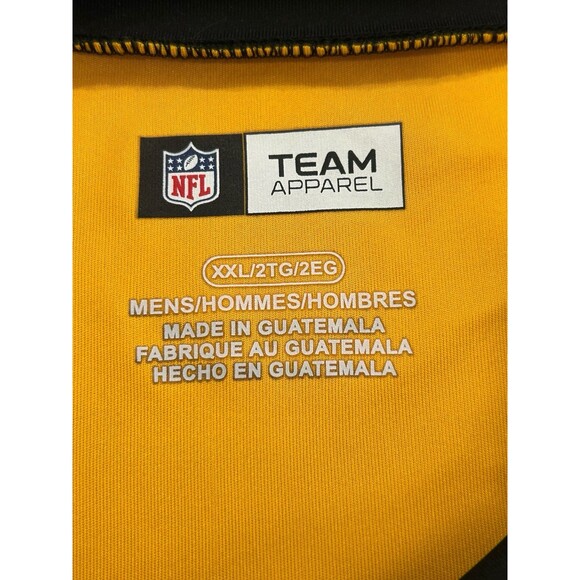 NFL
TEAM
APPAREL
XXL/2TG/2EG
MENS/HOMMES/HOMBRES
MADE IN GUATEMALA
FABRIQUE AU GUATEMALA
HECHO EN GUATEMALA